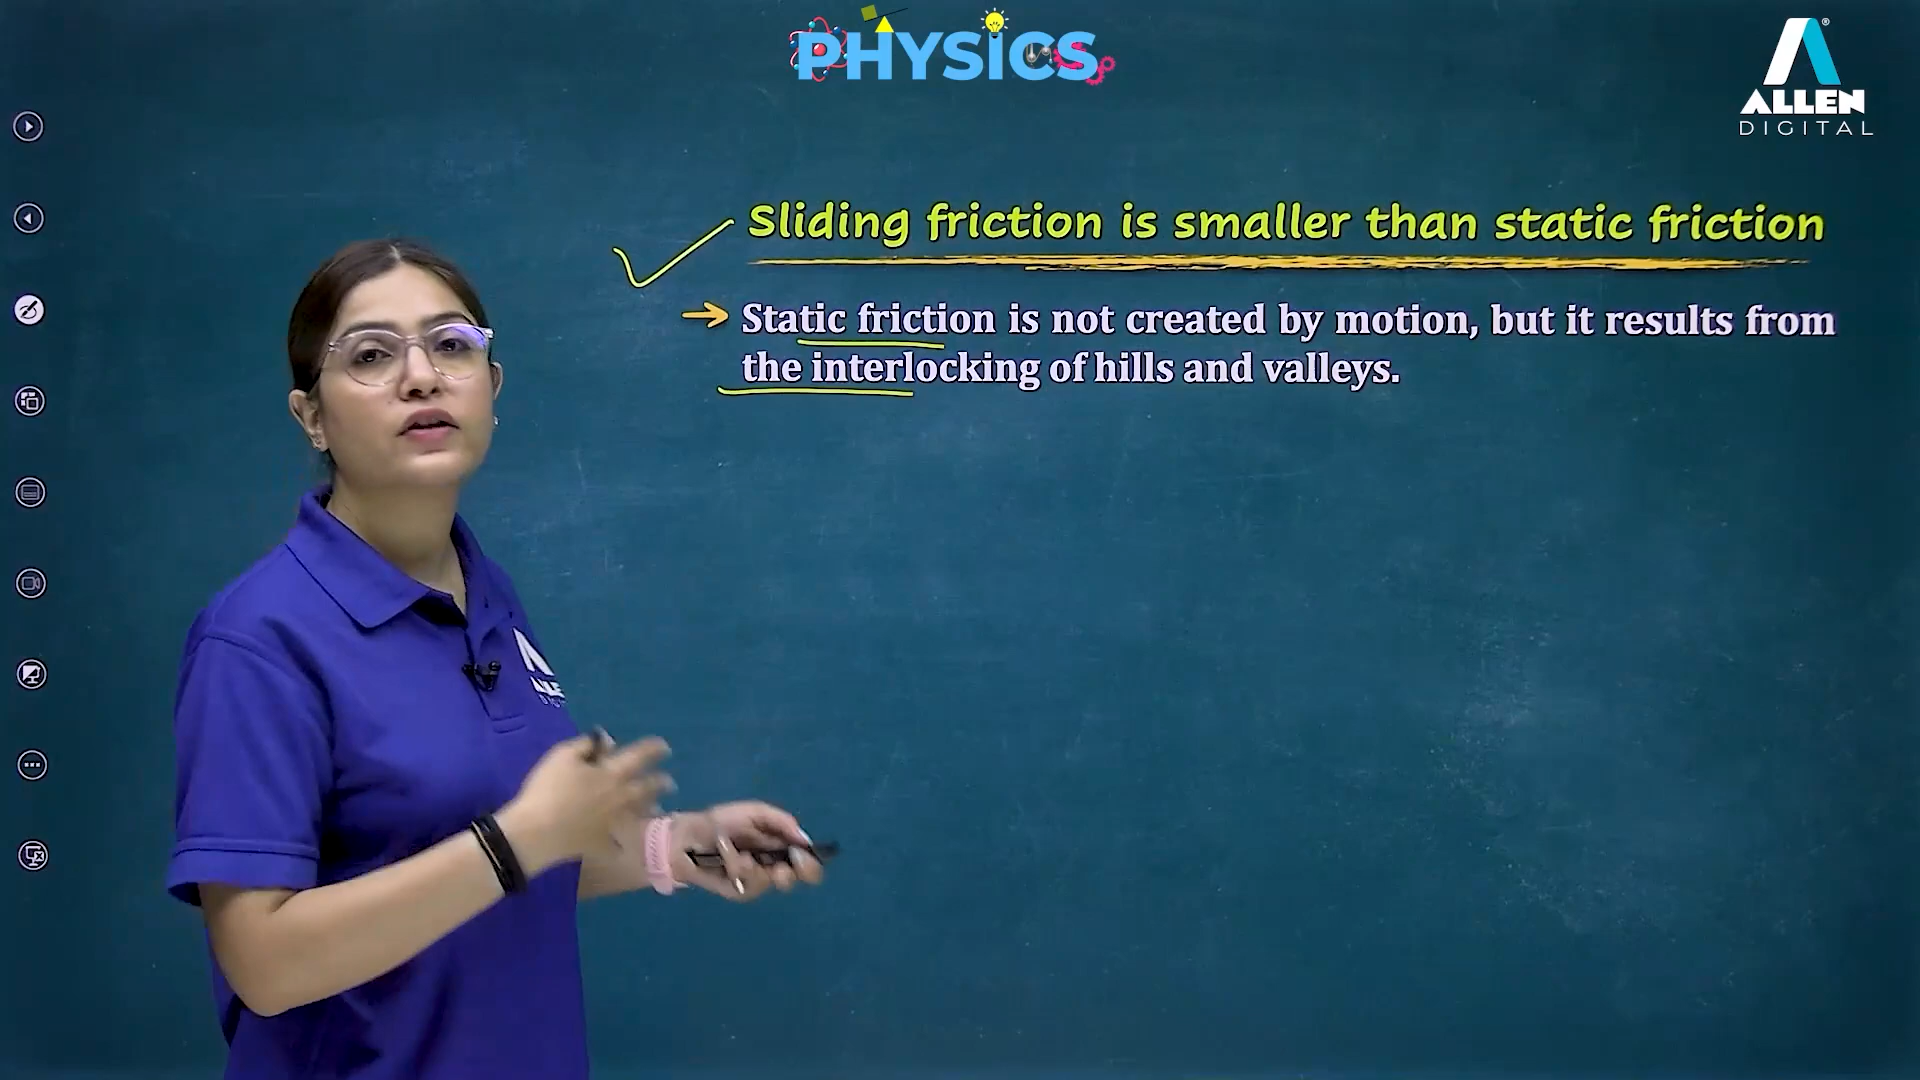 PHYSICS
ALLEN
DIGITAL
Sliding friction is smaller than static friction
→ Static friction is not created by motion, but it results from
the interlocking of hills and valleys.